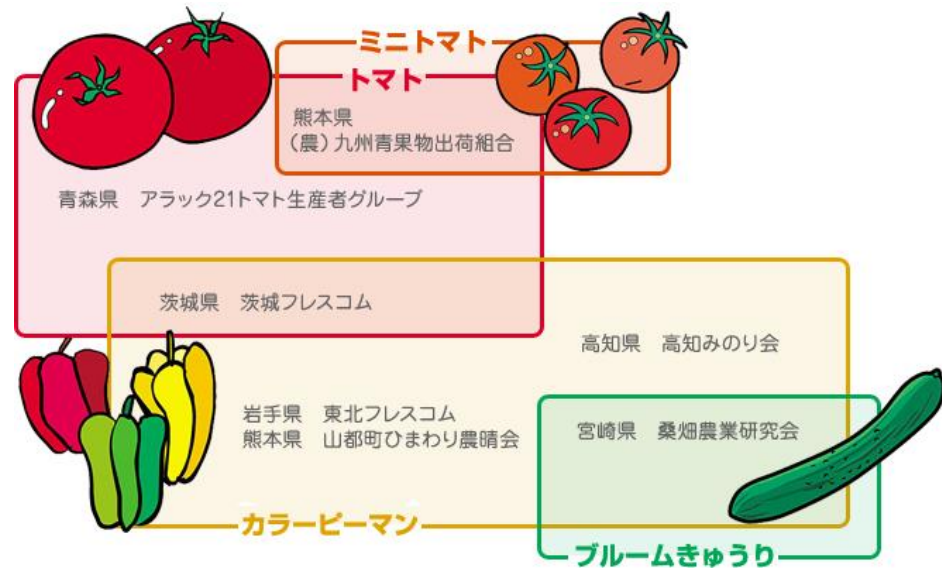 ミニトマト
トマト
熊本県
（農）九州青果物出荷組合
青森県　アラック21トマト生産者グループ
茨城県　茨城フレスコム
高知県　高知みのり会
岩手県　東北フレスコム
熊本県　山都町ひまわり農晴会
宮崎県　桑畑農業研究会
カラーピーマン
ブルームきゅうり